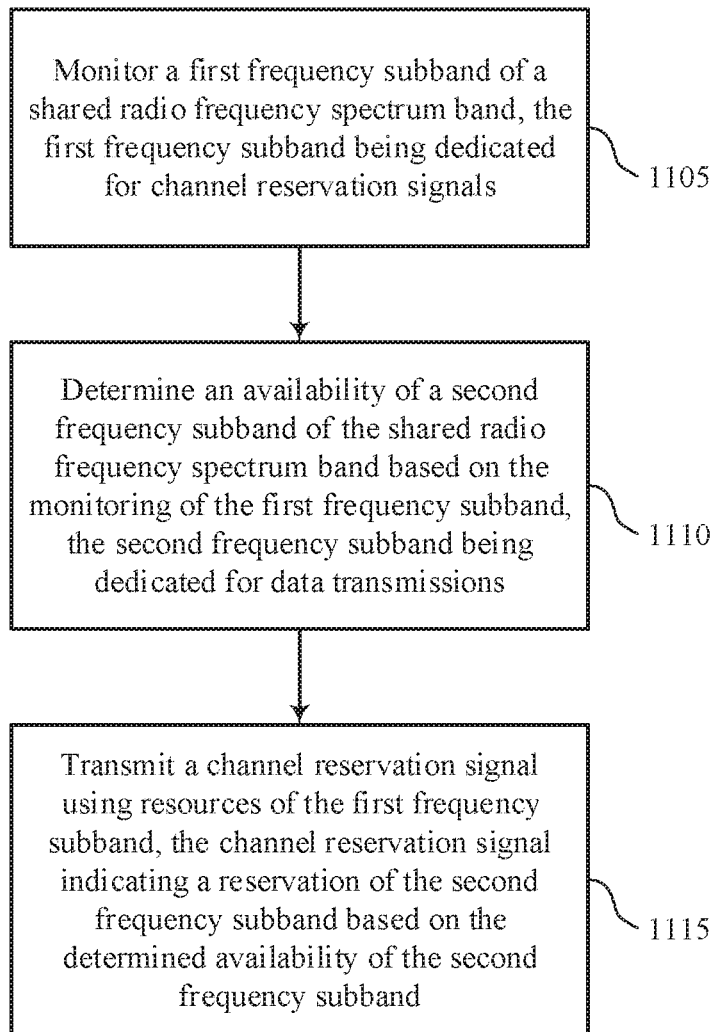 Monitor a first frequency subband of a
shared radio frequency spectrum band, the
first frequency subband being dedicated
for channel reservation signals
1105
Determine an availability of a second
frequency subband of the shared radio
frequency spectrum band based on the
monitoring of the first frequency subband,
the second frequency subband being
dedicated for data transmissions
1110
Transmit a channel reservation signal
using resources of the first frequency
subband, the channel reservation signal
indicating a reservation of the second
frequency subband based on the
determined availability of the second
frequency subband
1115